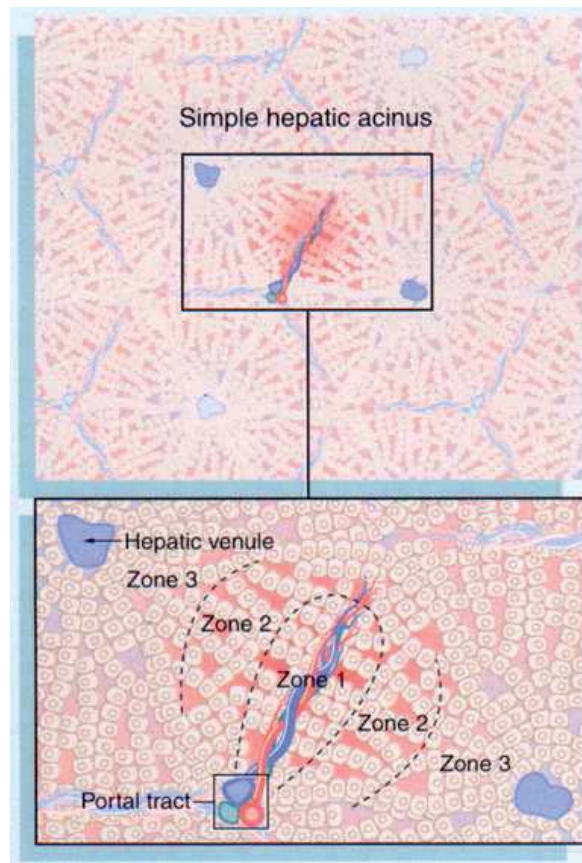 Simple hepatic acinus
Hepatic venule
Zone 3
Zone 2
Zone 1
Zone 2
Zone 3
Portal tract